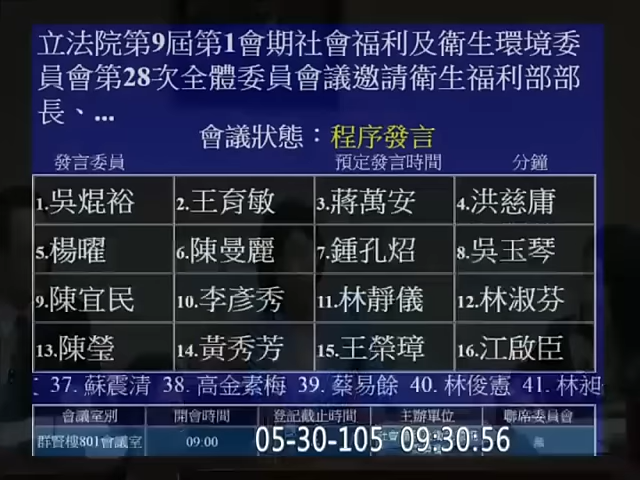 立法院第9屆第1會期社會福利及衛生環境委
員會第28次全體委員會議邀請衛生福利部部
長、...
會議狀態：程序發言
發言委員 預定發言時間 分鐘
1.吳焜裕 2.王育敏 3.蔣萬安 4.洪慈庸
5.楊曜 6.陳曼麗 7.鍾孔炤 8.吳玉琴
9.陳宜民 10.李彥秀 11.林靜儀 12.林淑芬
13.陳瑩 14.黃秀芳 15.王榮璋 16.江啟臣
37. 蘇震清 38. 高金素梅 39. 蔡易餘 40. 林俊憲 41. 林昶
會議室別 開會時間 登記截止時間 主辦單位 聯席委員會
群賢樓801會議室 09:00 05-30-105 09:30:56 無